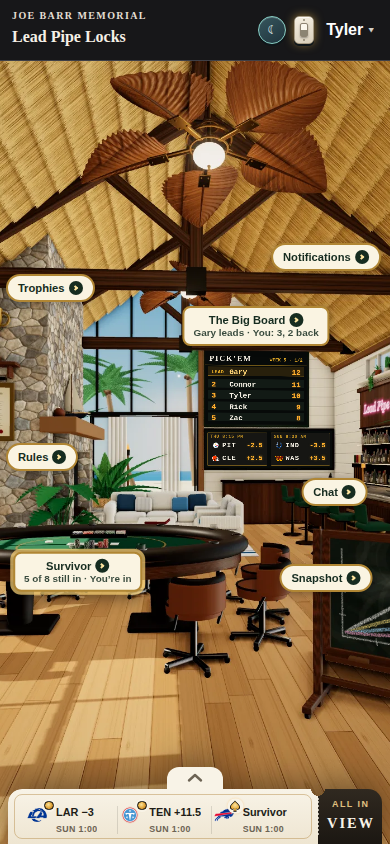 JOE BARR MEMORIAL
Lead Pipe Locks
Tyler
Notifications
Trophies
The Big Board
Gary leads · You: 3, 2 back
PICK'EM
LEAD Gary 12
2 Connor 11
3 Tyler 10
4 Rick 9
5 Zac 8
PIT -2.5
CLE +2.5
IND -3.5
WAS +3.5
Lead Pipe
Rules
Chat
Survivor
5 of 8 still in · You're in
Snapshot
LAR −3
SUN 1:00
TEN +11.5
SUN 1:00
Survivor
SUN 1:00
ALL IN
VIEW